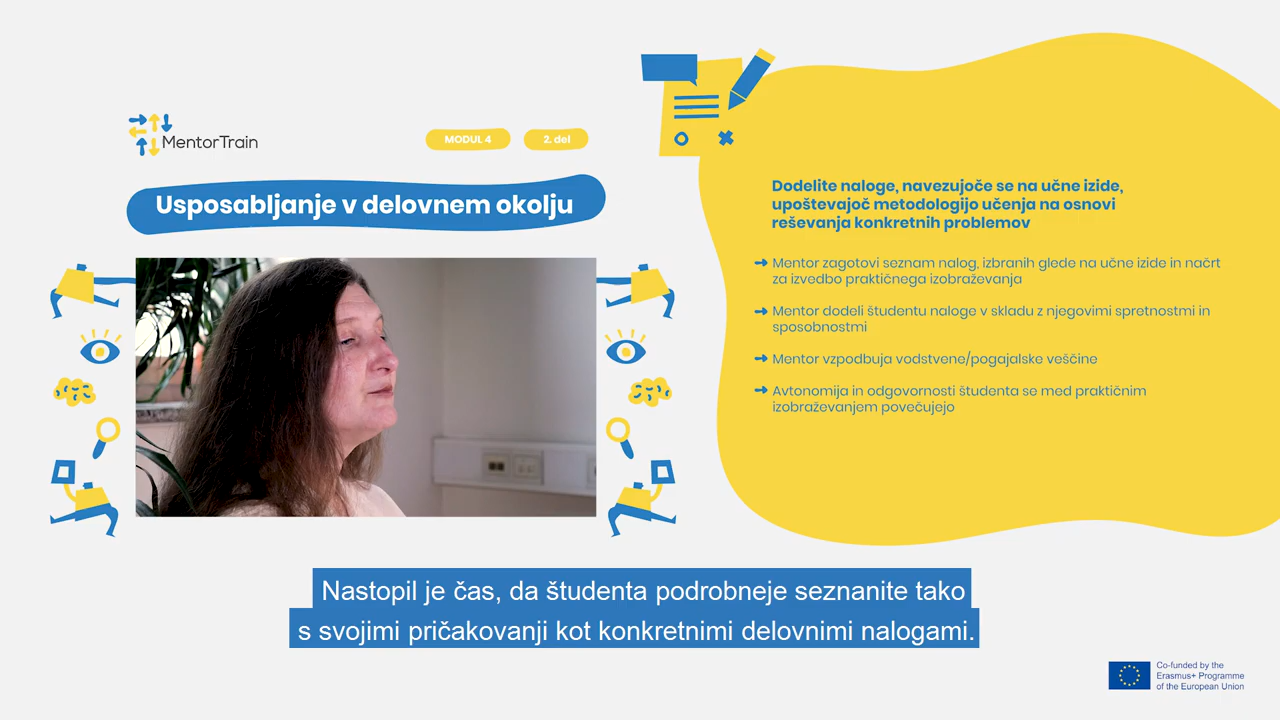 MentorTrain
MODUL 4
2. del
Usposabljanje v delovnem okolju
Dodelite naloge, navezujoče se na učne izide,
upoštevajoč metodologijo učenja na osnovi
reševanja konkretnih problemov
Mentor zagotovi seznam nalog, izbranih glede na učne izide in načrt
za izvedbo praktičnega izobraževanja
Mentor dodeli študentu naloge v skladu z njegovimi spretnostmi in
sposobnostmi
Mentor vzpodbuja vodstvene/pogajalske veščine
Avtonomija in odgovornosti študenta se med praktičnim
izobraževanjem povečujejo
Nastopil je čas, da študenta podrobneje seznanite tako
s svojimi pričakovanji kot konkretnimi delovnimi nalogami.
Co-funded by the
Erasmus+ Programme
of the European Union